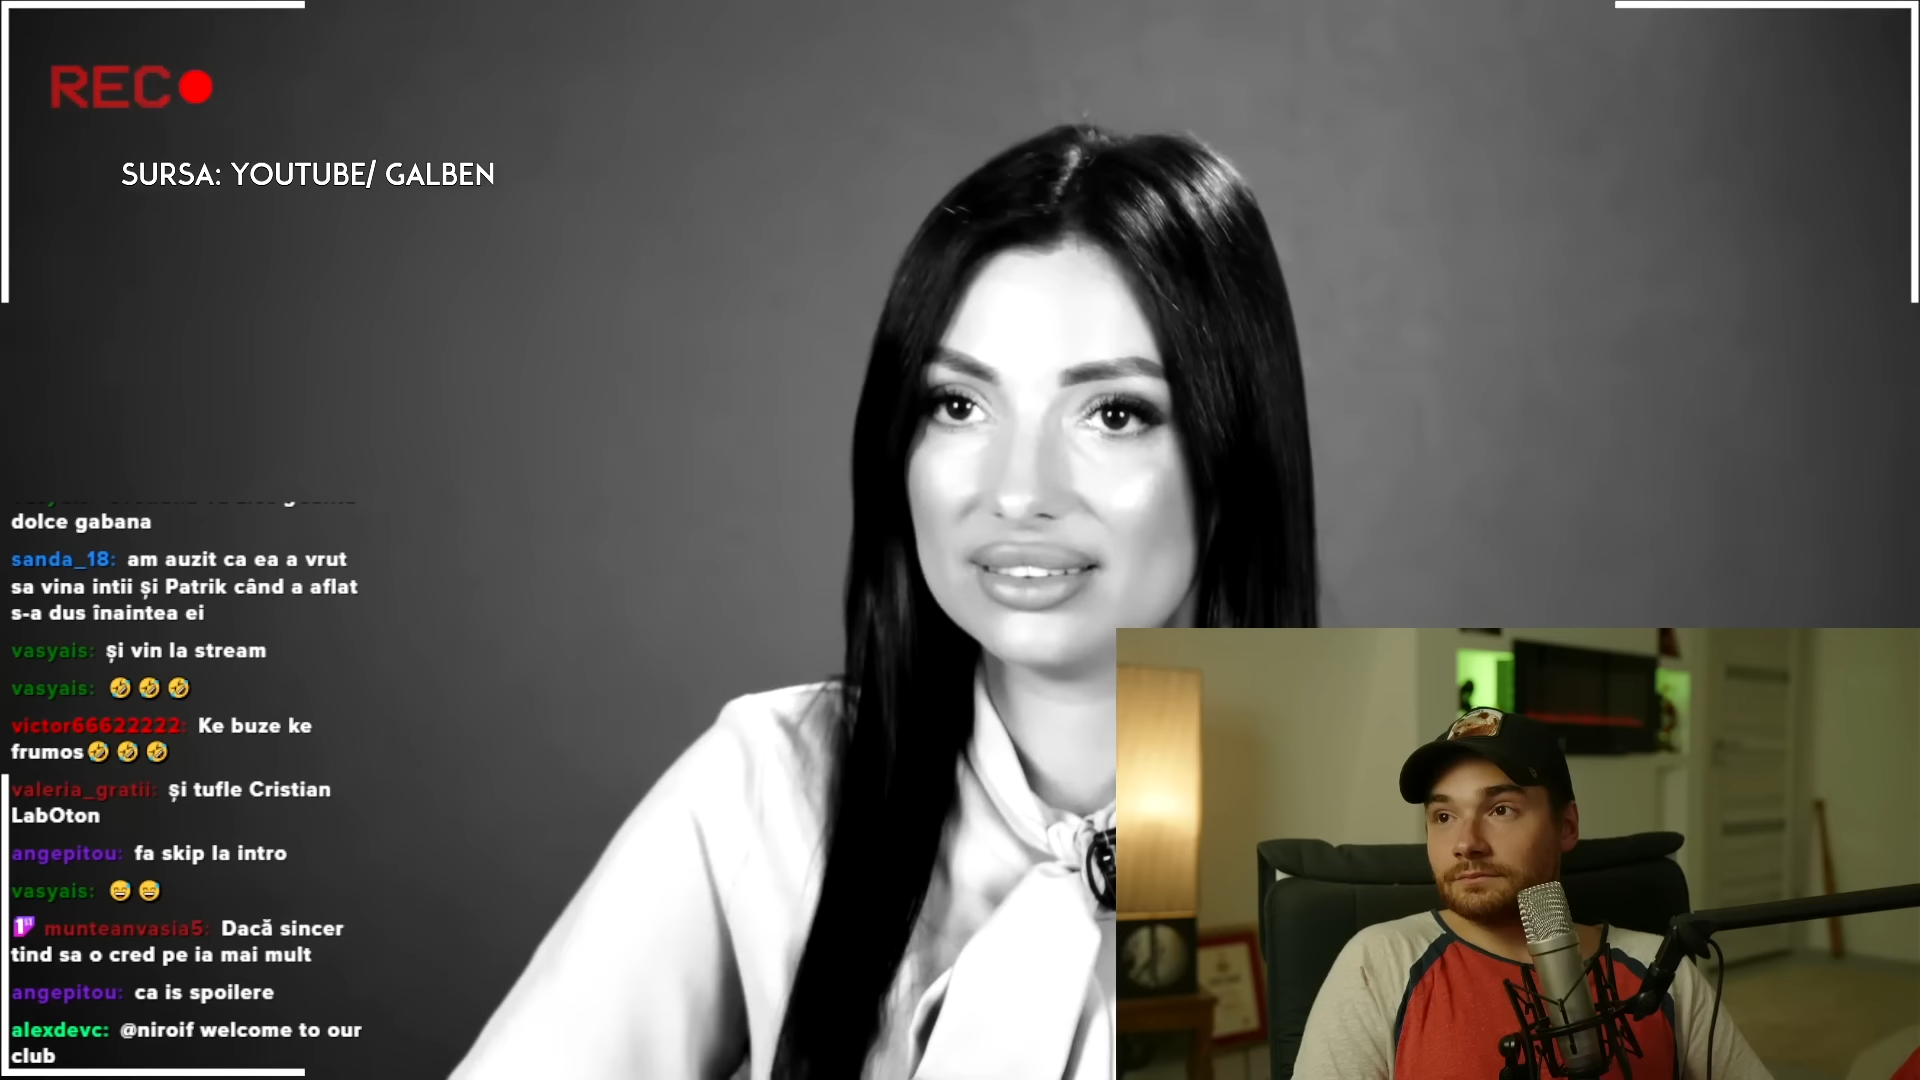 REC
SURSA: YOUTUBE/ GALBEN
dolce gabana
sanda_18: am auzit ca ea a vrut
sa vina intii și Patrik când a aflat
s-a dus înaintea ei
vasyais: și vin la stream
vasyais: 🤣 🤣 🤣
victor66622222: Ke buze ke
frumos🤣 🤣 🤣
valeria_gratii: și tufle Cristian
LabOton
angepitou: fa skip la intro
vasyais: 😅 😅
munteanvasia5: Dacă sincer
tind sa o cred pe ia mai mult
angepitou: ca is spoilere
alexdevc: @niroif welcome to our
club